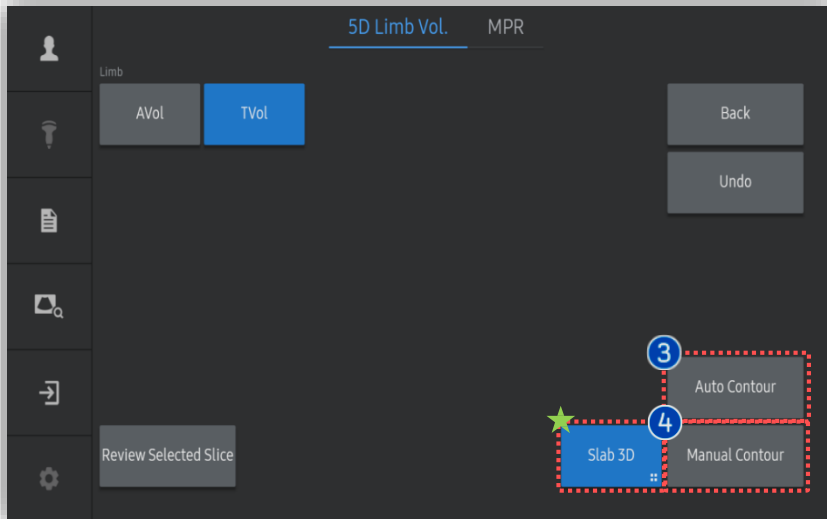 5D Limb Vol. MPR
Limb
AVol TVol Back
Undo
3
Auto Contour
4
Review Selected Slice Slab 3D Manual Contour